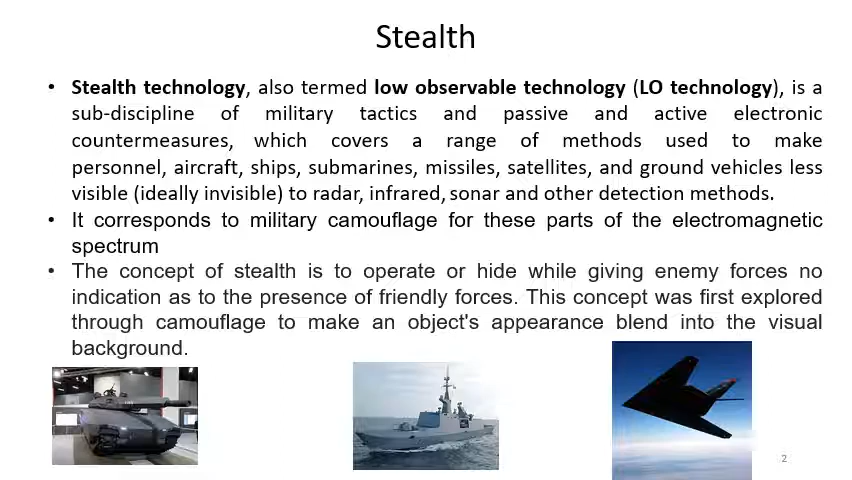 Stealth
• Stealth technology, also termed low observable technology (LO technology), is a
sub-discipline of military tactics and passive and active electronic
countermeasures, which covers a range of methods used to make
personnel, aircraft, ships, submarines, missiles, satellites, and ground vehicles less
visible (ideally invisible) to radar, infrared, sonar and other detection methods.
• It corresponds to military camouflage for these parts of the electromagnetic
spectrum
• The concept of stealth is to operate or hide while giving enemy forces no
indication as to the presence of friendly forces. This concept was first explored
through camouflage to make an object's appearance blend into the visual
background.
2